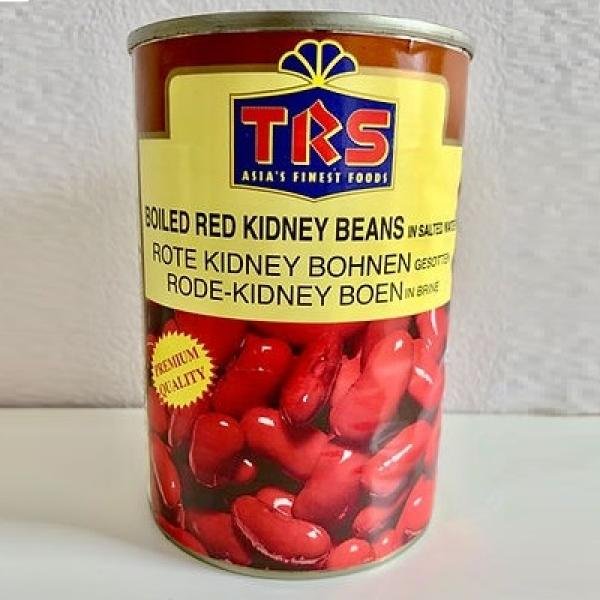 TRS
ASIA'S FINEST FOODS
BOILED RED KIDNEY BEANS IN SALTED
ROTE KIDNEY BOHNEN GESOTTEN
RODE-KIDNEY BOEN IN BRINE
PREMIUM
QUALITY